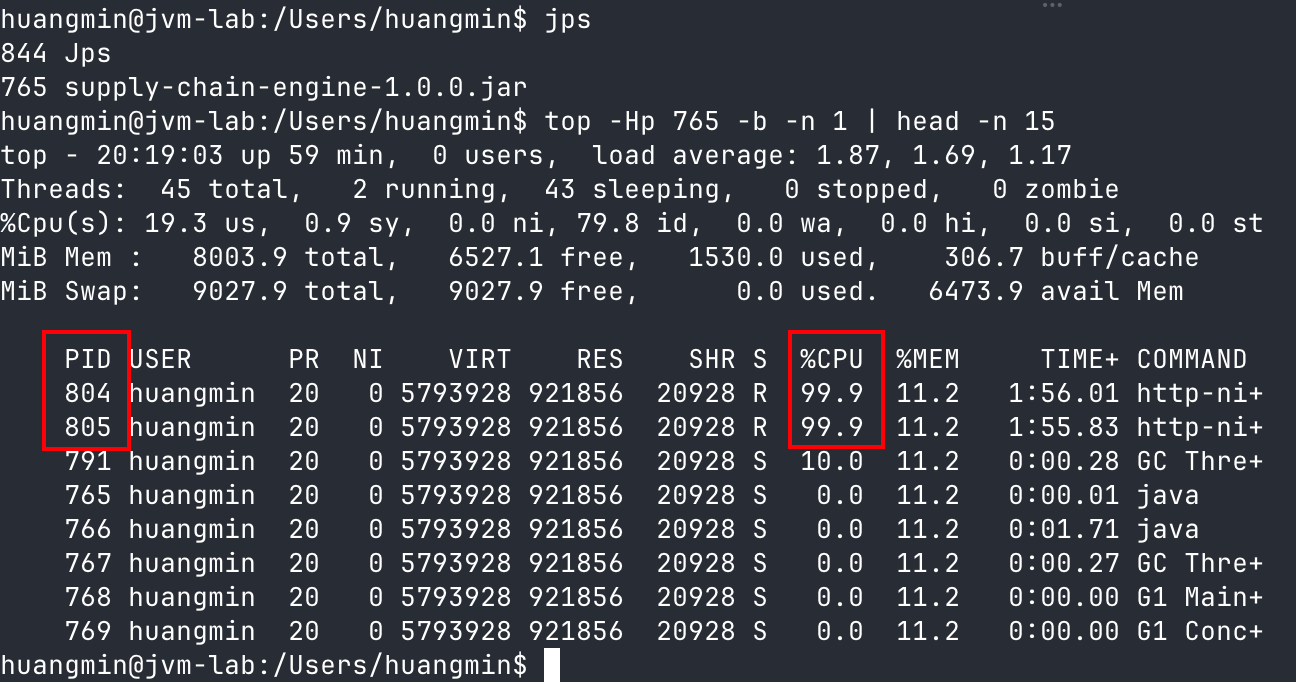 huangmin@jvm-lab:/Users/huangmin$ jps
844 Jps
765 supply-chain-engine-1.0.0.jar
huangmin@jvm-lab:/Users/huangmin$ top -Hp 765 -b -n 1 | head -n 15
top - 20:19:03 up 59 min,  0 users,  load average: 1.87, 1.69, 1.17
Threads:  45 total,   2 running,  43 sleeping,   0 stopped,   0 zombie
%Cpu(s): 19.3 us,  0.9 sy,  0.0 ni, 79.8 id,  0.0 wa,  0.0 hi,  0.0 si,  0.0 st
MiB Mem :   8003.9 total,   6527.1 free,   1530.0 used,    306.7 buff/cache
MiB Swap:   9027.9 total,   9027.9 free,      0.0 used.   6473.9 avail Mem
    PID USER      PR  NI    VIRT    RES    SHR S  %CPU  %MEM     TIME+ COMMAND
    804 huangmin  20   0 5793928 921856  20928 R  99.9  11.2   1:56.01 http-ni+
    805 huangmin  20   0 5793928 921856  20928 R  99.9  11.2   1:55.83 http-ni+
    791 huangmin  20   0 5793928 921856  20928 S  10.0  11.2   0:00.28 GC Thre+
    765 huangmin  20   0 5793928 921856  20928 S   0.0  11.2   0:00.01 java
    766 huangmin  20   0 5793928 921856  20928 S   0.0  11.2   0:01.71 java
    767 huangmin  20   0 5793928 921856  20928 S   0.0  11.2   0:00.27 GC Thre+
    768 huangmin  20   0 5793928 921856  20928 S   0.0  11.2   0:00.00 G1 Main+
    769 huangmin  20   0 5793928 921856  20928 S   0.0  11.2   0:00.00 G1 Conc+
huangmin@jvm-lab:/Users/huangmin$